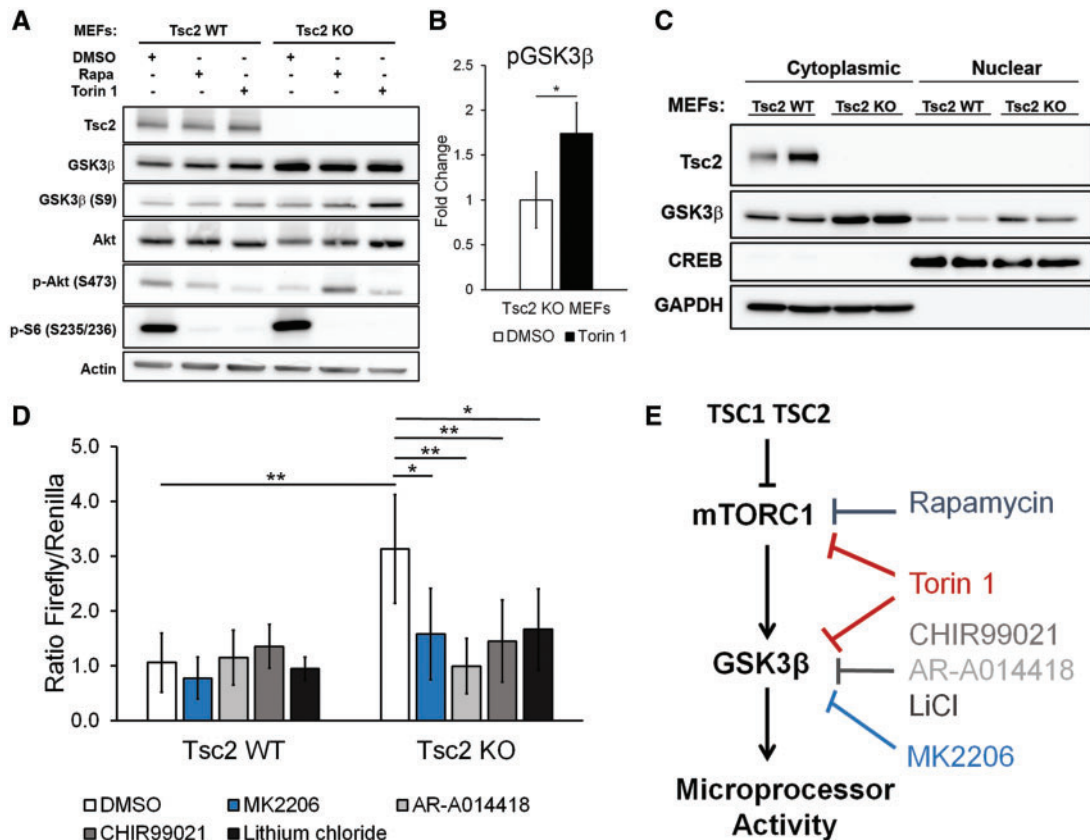 A
MEFs: Tsc2 WT Tsc2 KO
DMSO + - - + - -
Rapa - + - - + -
Torin 1 - - + - - +
Tsc2
GSK3β
GSK3β (S9)
Akt
p-Akt (S473)
p-S6 (S235/236)
Actin
B
pGSK3β
Fold Change
2.5
2
1.5
1
0.5
0
*
Tsc2 KO MEFs
DMSO Torin 1
C
Cytoplasmic Nuclear
MEFs: Tsc2 WT Tsc2 KO Tsc2 WT Tsc2 KO
Tsc2
GSK3β
CREB
GAPDH
D
Ratio Firefly/Renilla
5.0
4.0
3.0
2.0
1.0
0.0
**
*
**
**
*
Tsc2 WT Tsc2 KO
DMSO MK2206 AR-A014418
CHIR99021 Lithium chloride
E
TSC1 TSC2
mTORC1
Rapamycin
Torin 1
GSK3β
CHIR99021
AR-A014418
LiCl
MK2206
Microprocessor
Activity